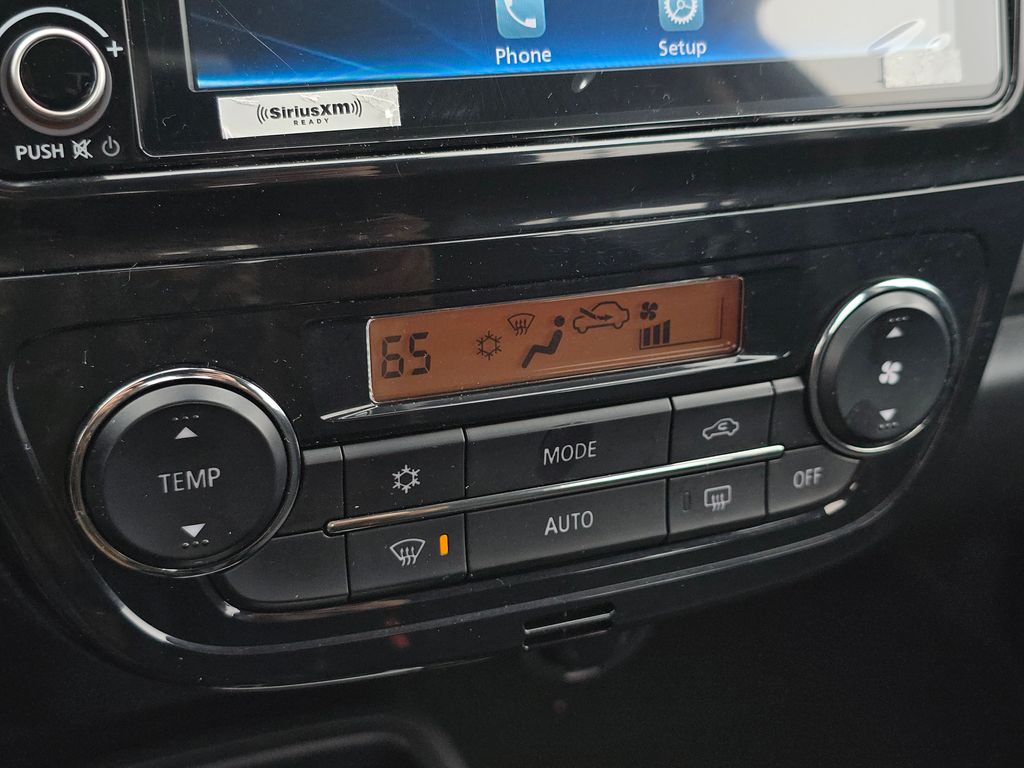 Phone
Setup
((SiriusXm))
READY
PUSH
65
TEMP
MODE
AUTO
OFF